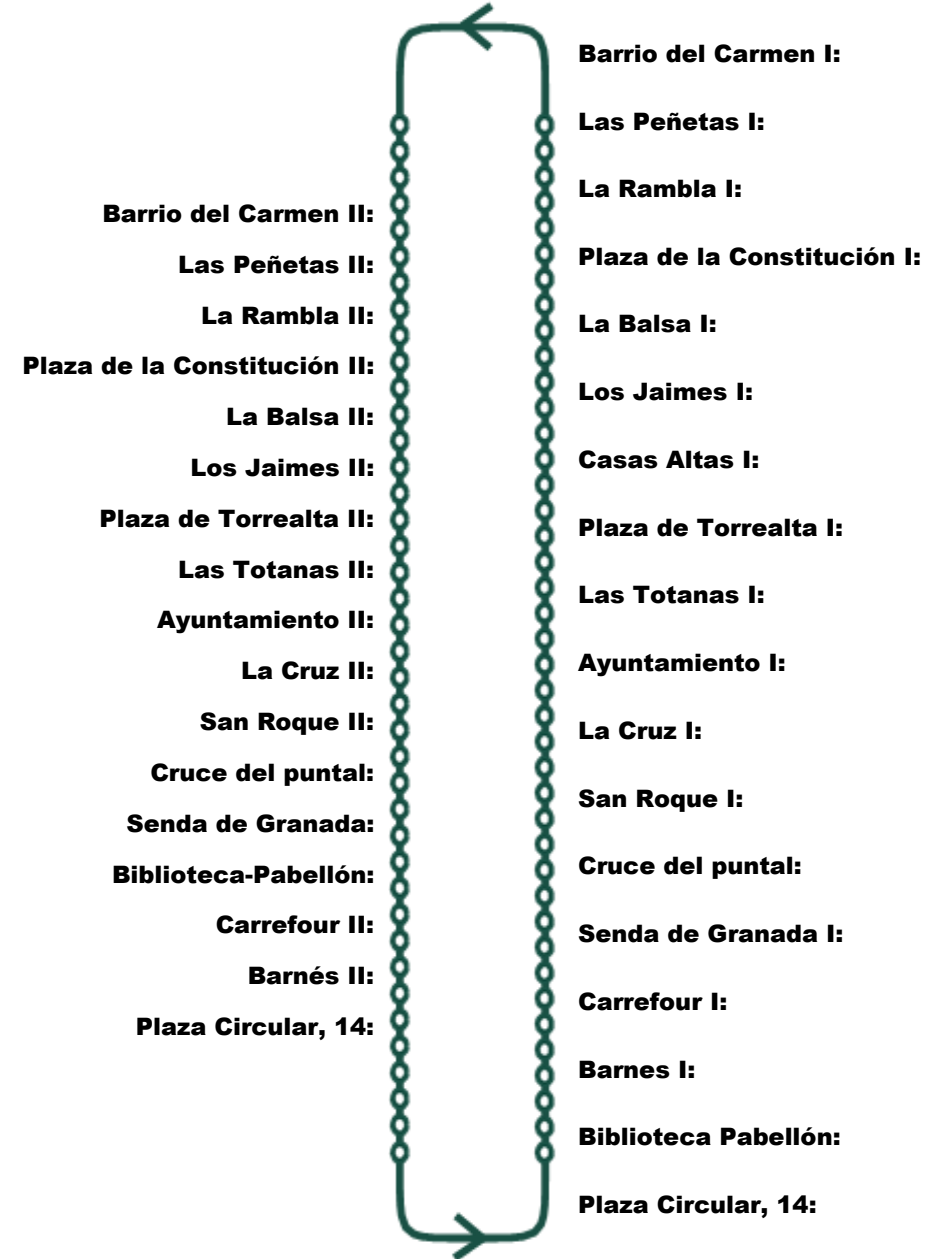 Barrio del Carmen II:
Las Peñetas II:
La Rambla II:
Plaza de la Constitución II:
La Balsa II:
Los Jaimes II:
Plaza de Torrealta II:
Las Totanas II:
Ayuntamiento II:
La Cruz II:
San Roque II:
Cruce del puntal:
Senda de Granada:
Biblioteca-Pabellón:
Carrefour II:
Barnés II:
Plaza Circular, 14:
Barrio del Carmen I:
Las Peñetas I:
La Rambla I:
Plaza de la Constitución I:
La Balsa I:
Los Jaimes I:
Casas Altas I:
Plaza de Torrealta I:
Las Totanas I:
Ayuntamiento I:
La Cruz I:
San Roque I:
Cruce del puntal:
Senda de Granada I:
Carrefour I:
Barnes I:
Biblioteca Pabellón:
Plaza Circular, 14: